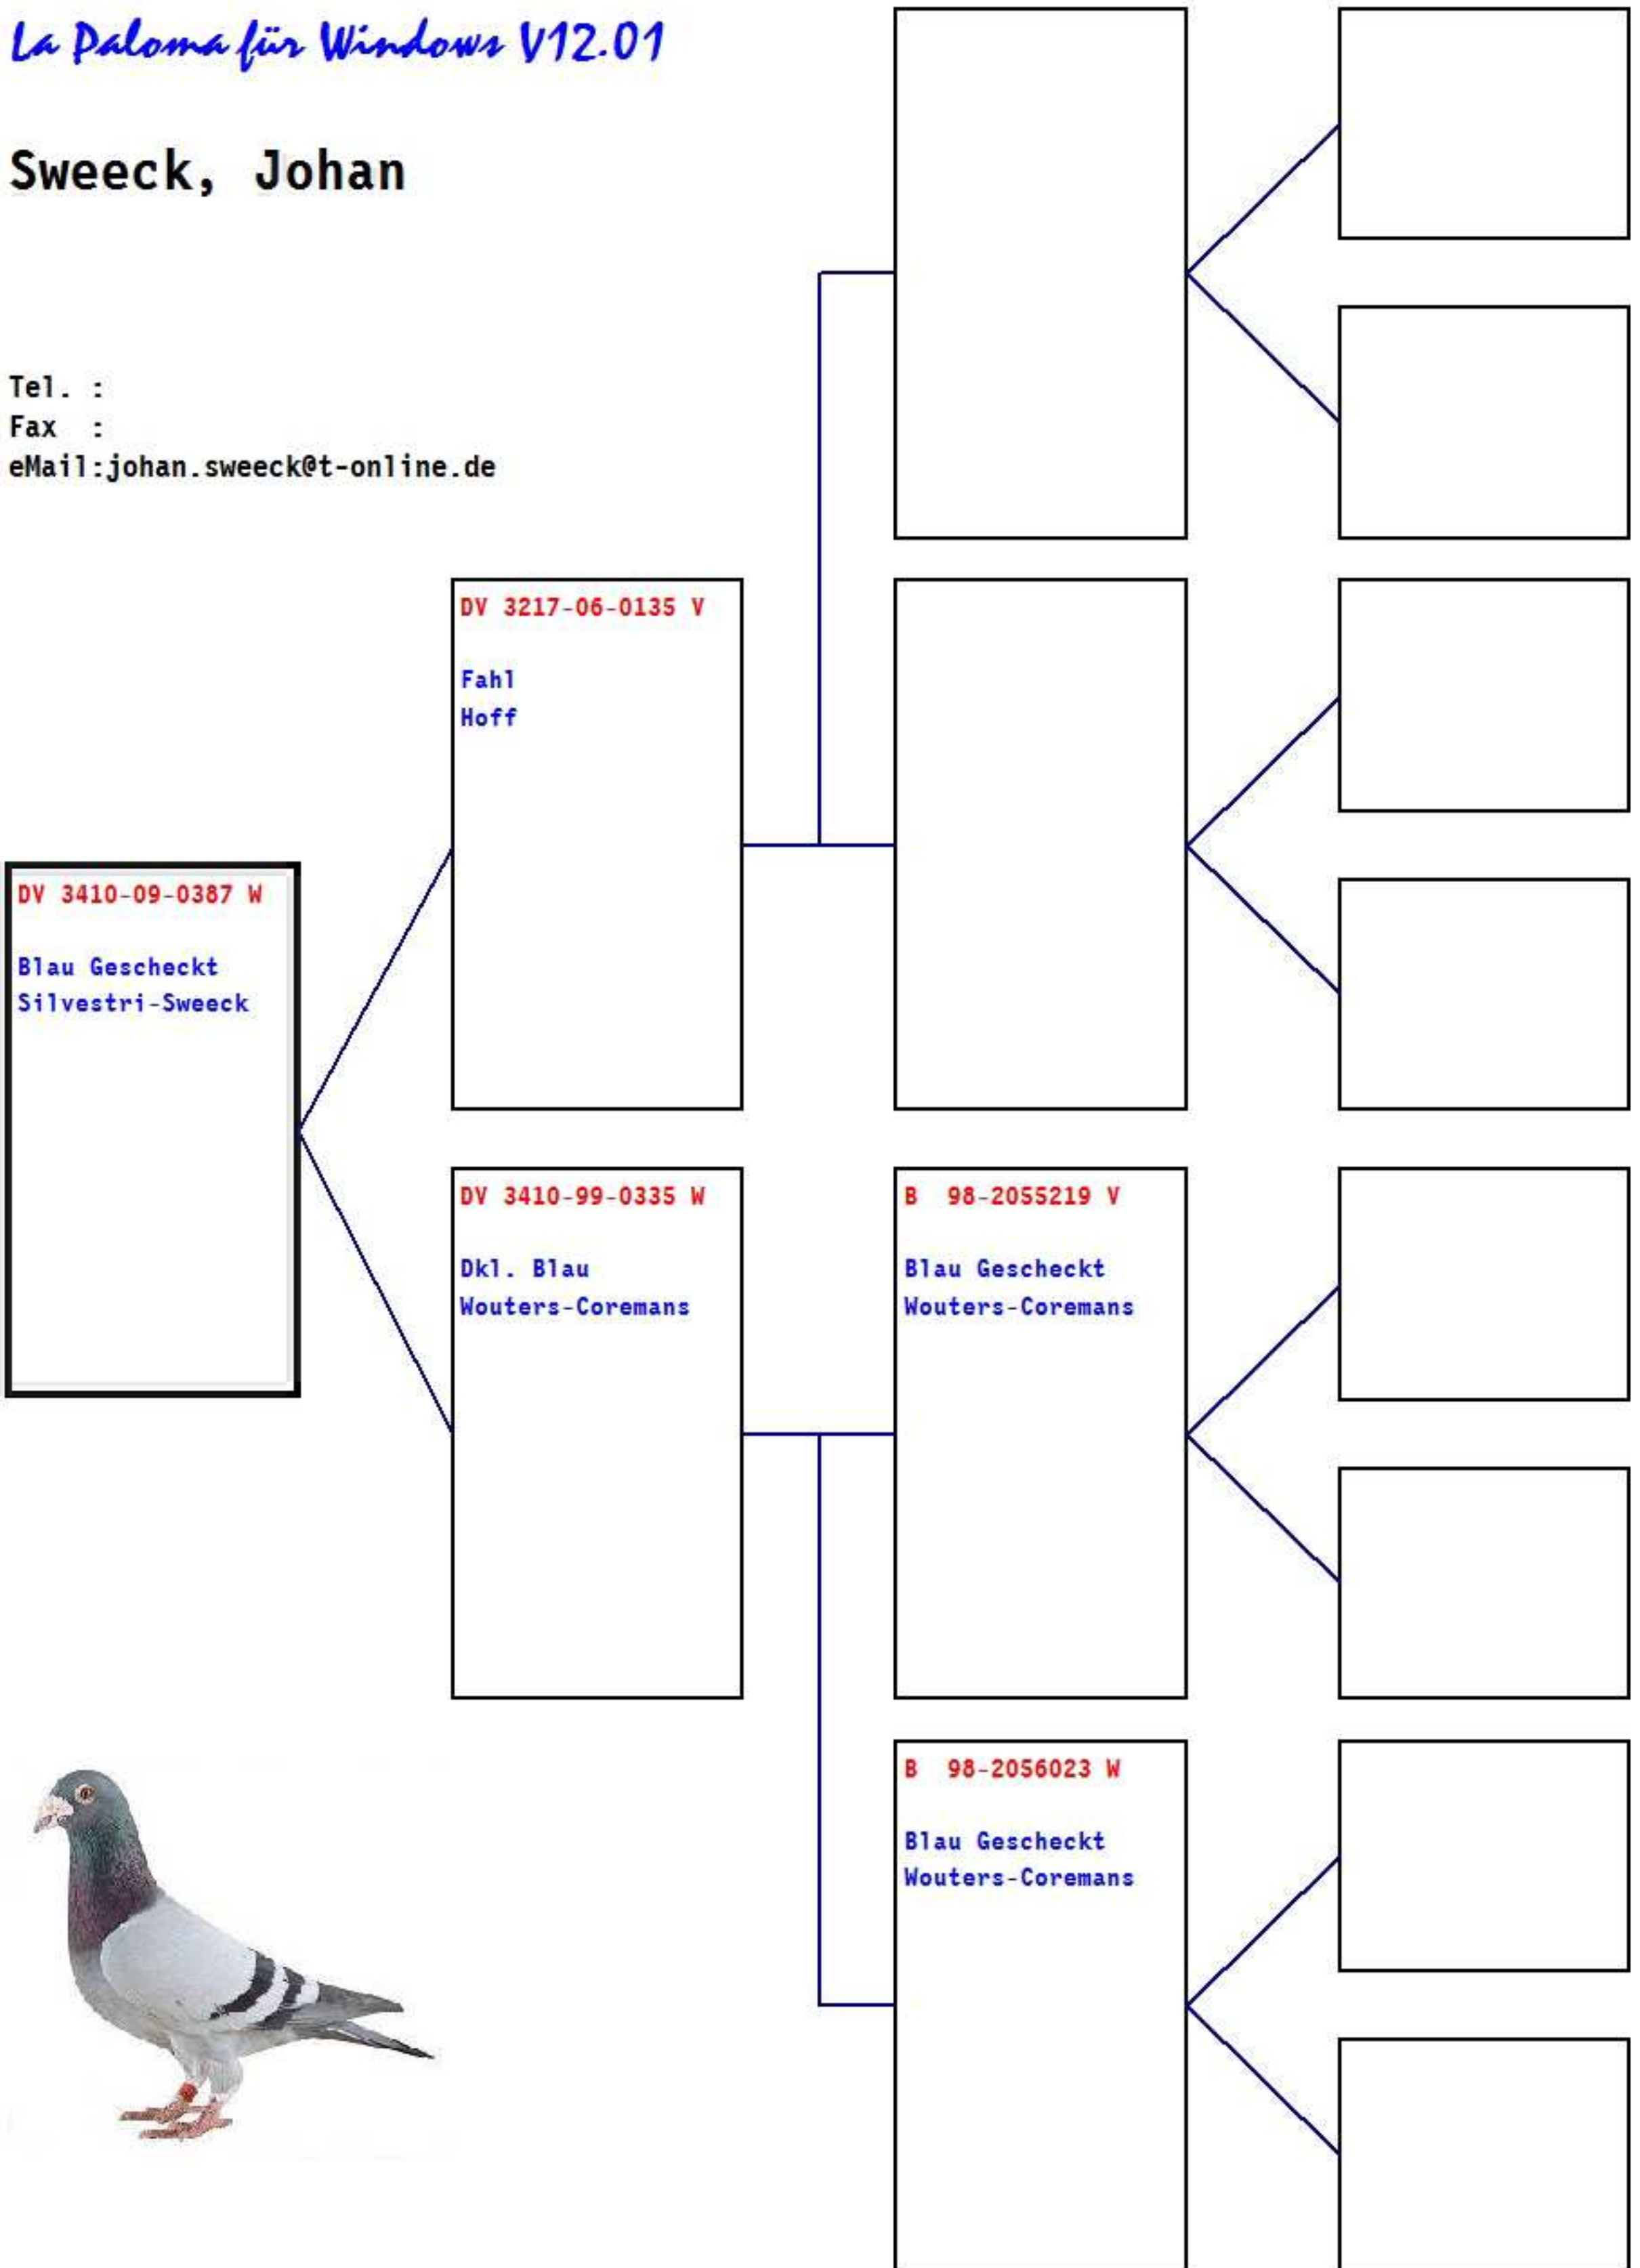 La Paloma für Windows V12.01
Sweeck, Johan
Tel. :
Fax  :
eMail:johan.sweeck@t-online.de
DV 3410-09-0387 W
Blau Gescheckt
Silvestri-Sweeck
DV 3217-06-0135 V
Fahl
Hoff
DV 3410-99-0335 W
Dkl. Blau
Wouters-Coremans
B  98-2055219 V
Blau Gescheckt
Wouters-Coremans
B  98-2056023 W
Blau Gescheckt
Wouters-Coremans